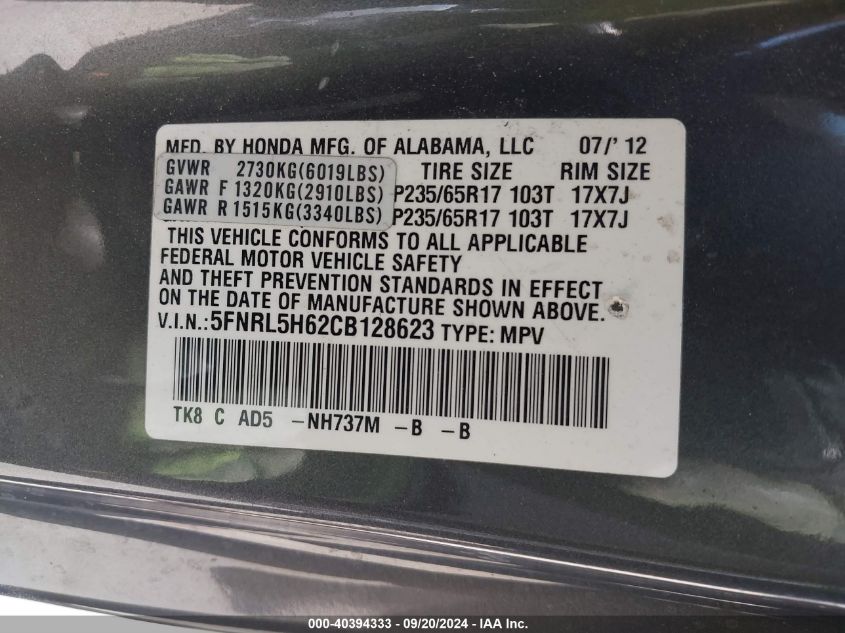 MFD. BY HONDA MFG. OF ALABAMA, LLC 07/' 12
GVWR 2730KG(6019LBS) TIRE SIZE RIM SIZE
GAWR F 1320KG(2910LBS) P235/65R17 103T 17X7J
GAWR R 1515KG(3340LBS) P235/65R17 103T 17X7J
THIS VEHICLE CONFORMS TO ALL APPLICABLE
FEDERAL MOTOR VEHICLE SAFETY
AND THEFT PREVENTION STANDARDS IN EFFECT
ON THE DATE OF MANUFACTURE SHOWN ABOVE.
V.I.N.: 5FNRL5H62CB128623 TYPE: MPV
TK8 C AD5 -NH737M -B -B
000-40394333 - 09/20/2024 - IAA Inc.